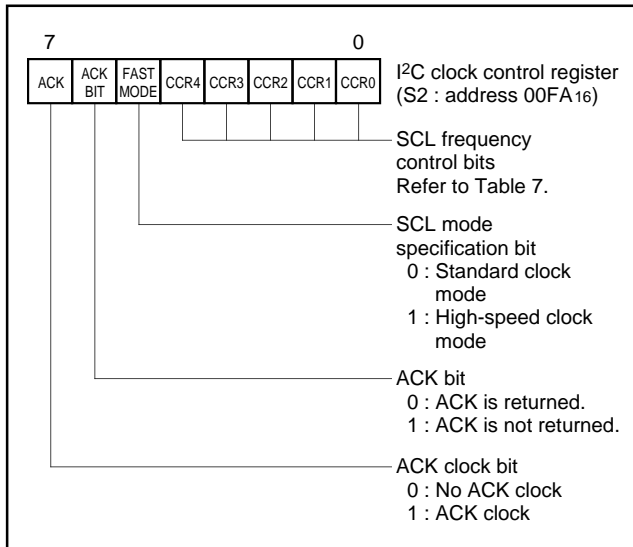 7 0
ACK ACK BIT FAST MODE CCR4 CCR3 CCR2 CCR1 CCR0
I²C clock control register
(S2 : address 00FA₁₆)
SCL frequency
control bits
Refer to Table 7.
SCL mode
specification bit
0 : Standard clock
mode
1 : High-speed clock
mode
ACK bit
0 : ACK is returned.
1 : ACK is not returned.
ACK clock bit
0 : No ACK clock
1 : ACK clock